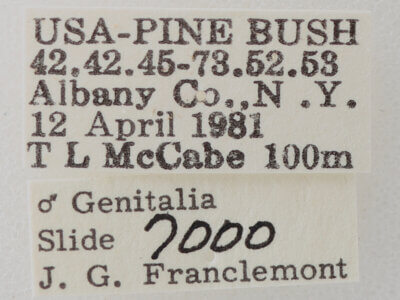 USA-PINE BUSH
42.42.45-73.52.53
Albany Co., N .Y.
12 April 1981
T L McCabe 100m
♂ Genitalia
Slide 7000
J. G. Franclemont